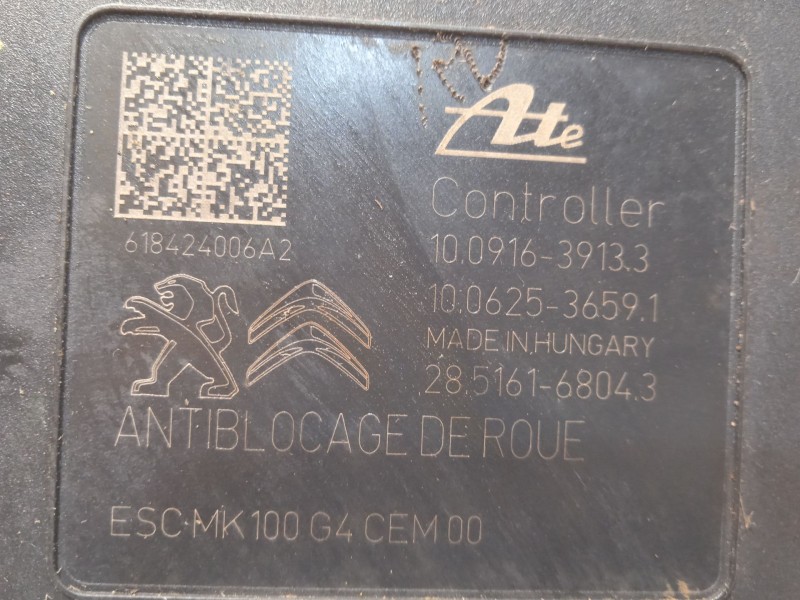 Ate
Controller
618424006A2
10.0916-3913.3
10.0625-3659.1
MADE IN HUNGARY
28.5161-6804.3
ANTIBLOCAGE DE ROUE
ESC-MK100 G4 CEM 00